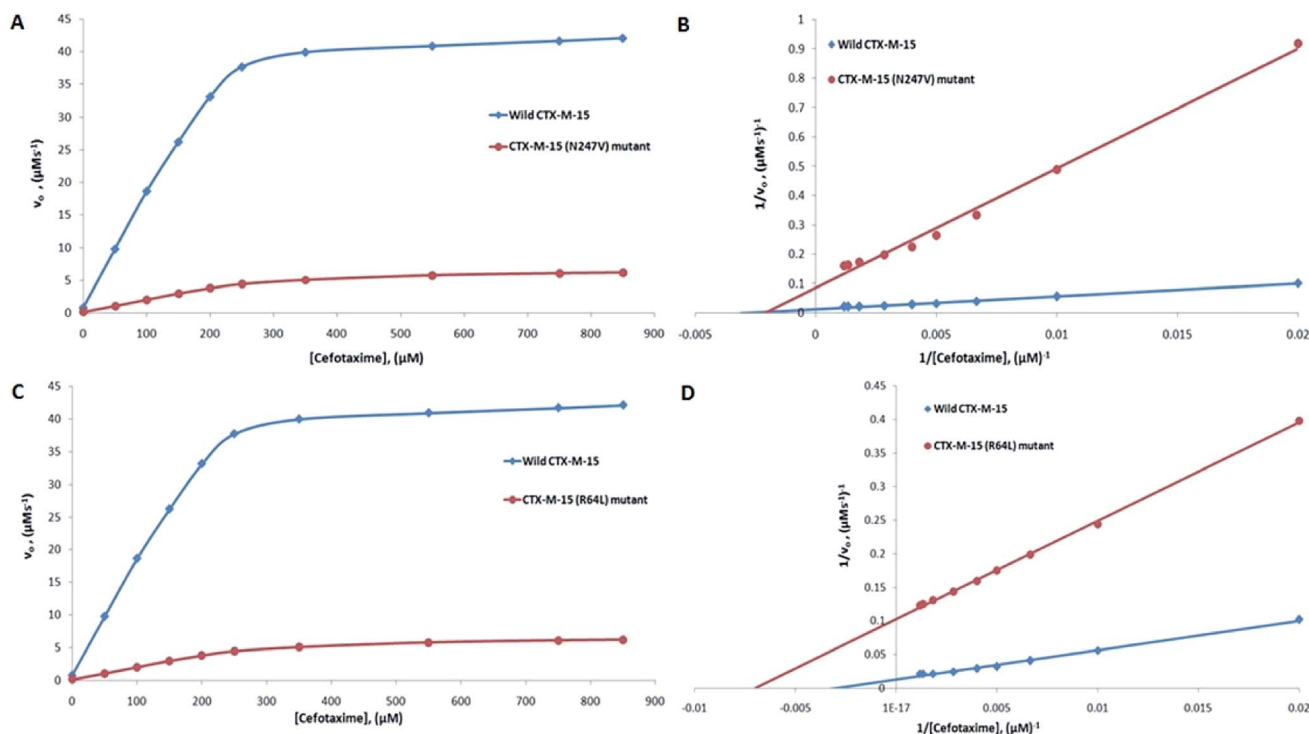 A
45
40
35
30
25
20
15
10
5
0
vₒ , (µMs⁻¹)
Wild CTX-M-15
CTX-M-15 (N247V) mutant
0 100 200 300 400 500 600 700 800 900
[Cefotaxime], (µM)
B
1
0.9
0.8
0.7
0.6
0.5
0.4
0.3
0.2
0.1
0
1/vₒ , (µMs⁻¹)⁻¹
Wild CTX-M-15
CTX-M-15 (N247V) mutant
-0.005 0 0.005 0.01 0.015 0.02
1/[Cefotaxime], (µM)⁻¹
C
45
40
35
30
25
20
15
10
5
0
vₒ , (µMs⁻¹)
Wild CTX-M-15
CTX-M-15 (R64L) mutant
0 100 200 300 400 500 600 700 800 900
[Cefotaxime], (µM)
D
0.45
0.4
0.35
0.3
0.25
0.2
0.15
0.1
0.05
0
1/vₒ , (µMs⁻¹)⁻¹
Wild CTX-M-15
CTX-M-15 (R64L) mutant
-0.01 -0.005 1E-17 0.005 0.01 0.015 0.02
1/[Cefotaxime], (µM)⁻¹